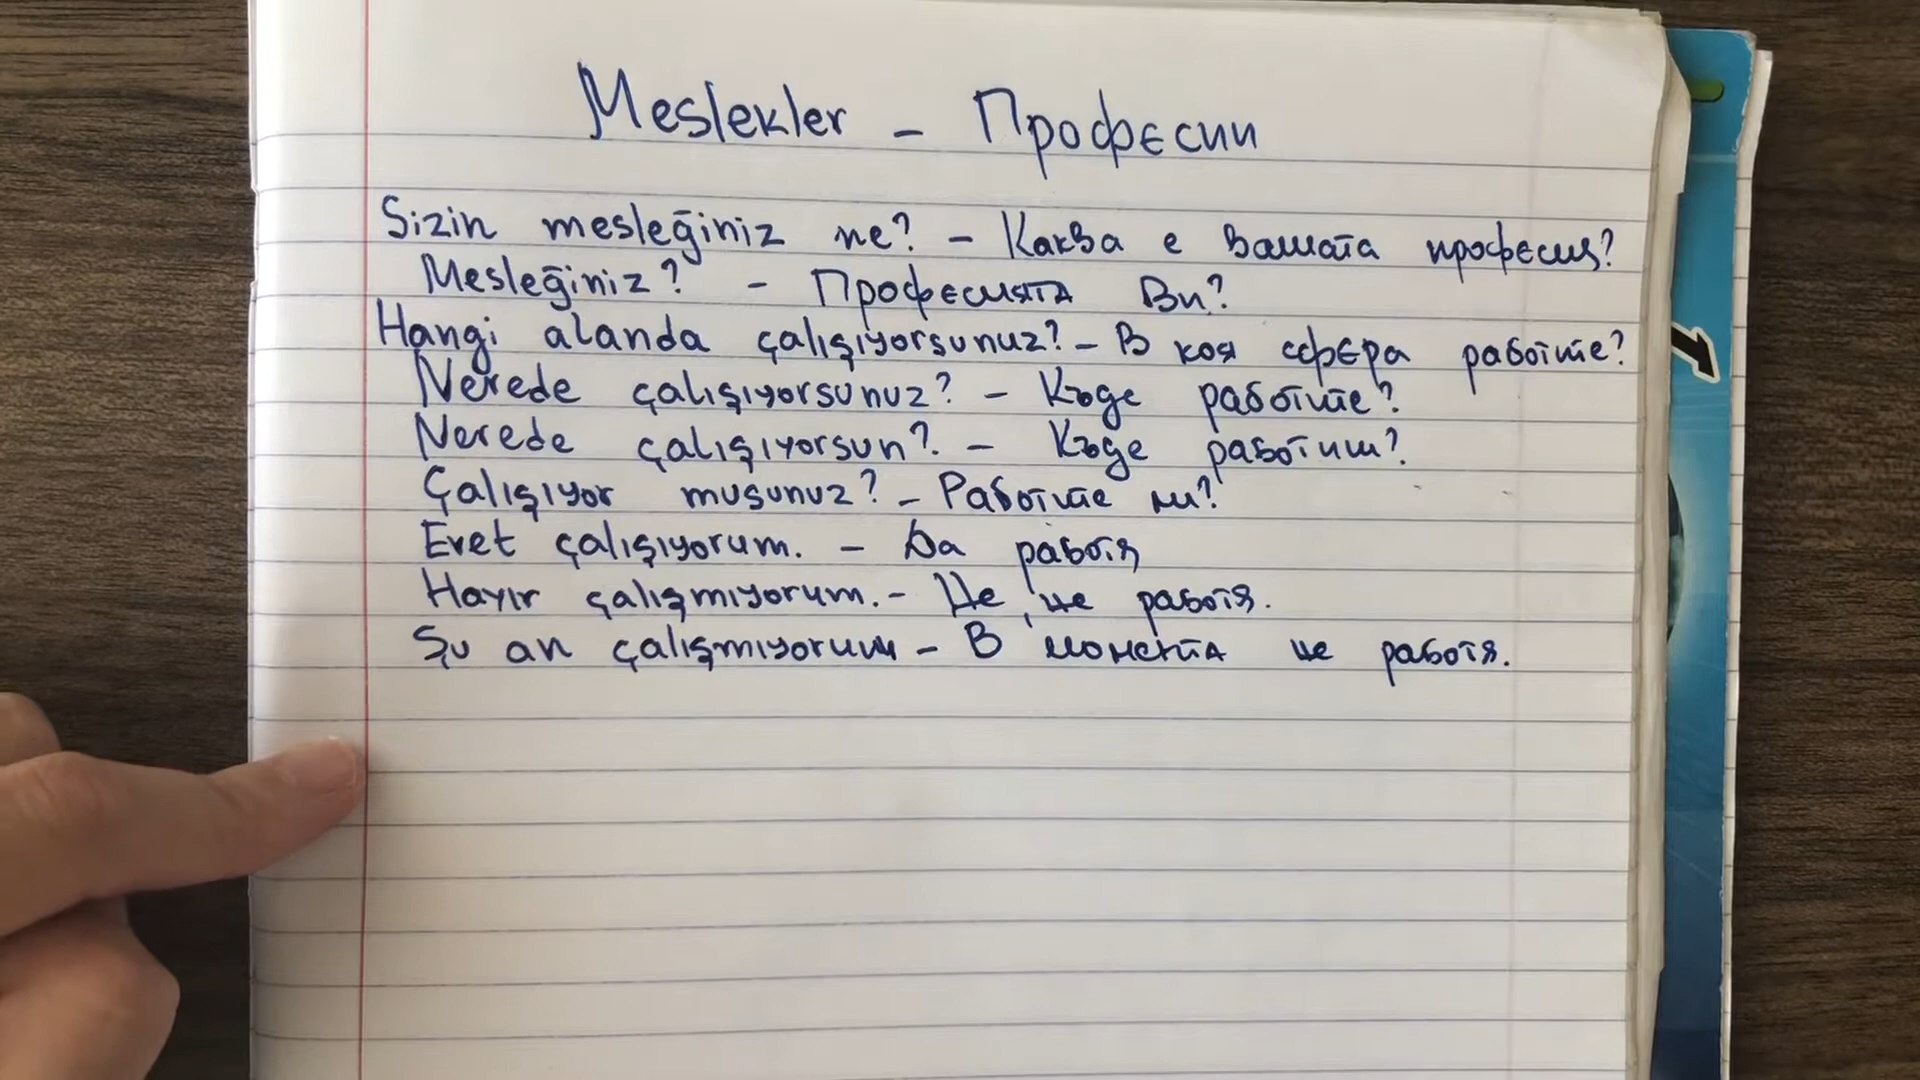 Meslekler - Професии
Sizin mesleğiniz ne? - Каква е вашата професия?
Mesleğiniz? - Професията Ви?
Hangi alanda çalışıyorsunuz? - В коя сфера работите?
Nerede çalışıyorsunuz? - Къде работите?
Nerede çalışıyorsun? - Къде работиш?
Çalışıyor musunuz? - Работите ли?
Evet çalışıyorum. - Да работя
Hayır çalışmıyorum. - Не, не работя.
Şu an çalışmıyorum - В момента не работя.